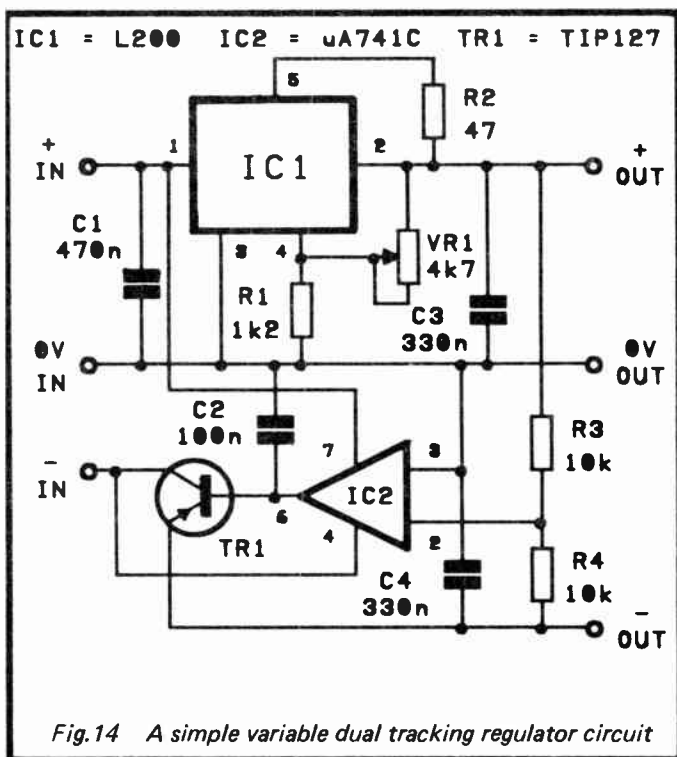 IC1 = L200 IC2 = uA741C TR1 = TIP127
5
R2
47
+
IN
1
IC1
2
+
OUT
C1
470n
3
4
VR1
4k7
R1
1k2
C3
330n
0V
IN
0V
OUT
C2
100n
7
3
R3
10k
-
IN
6
IC2
4
2
TR1
C4
330n
R4
10k
-
OUT
Fig.14 A simple variable dual tracking regulator circuit